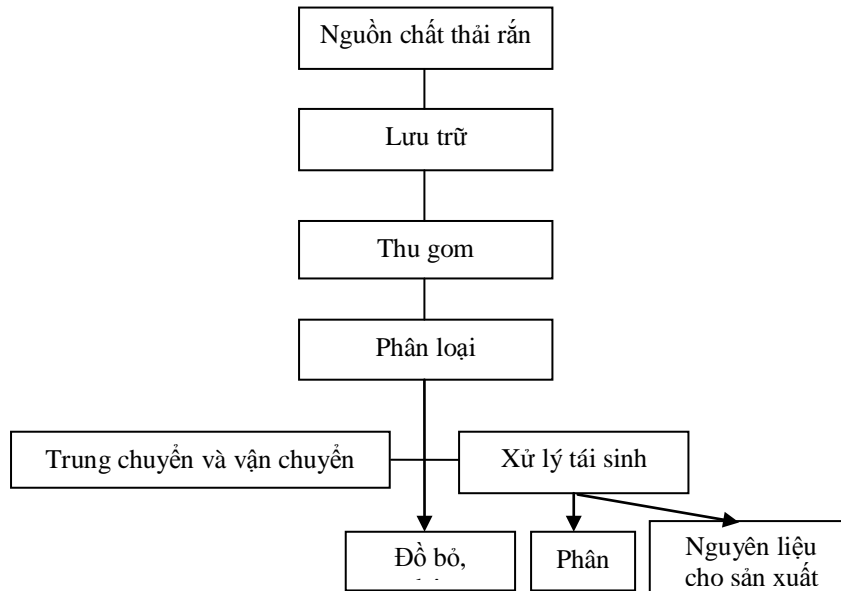 Nguồn chất thải rắn
Lưu trữ
Thu gom
Phân loại
Trung chuyển và vận chuyển
Xử lý tái sinh
Đồ bỏ,
Phân
Nguyên liệu
cho sản xuất